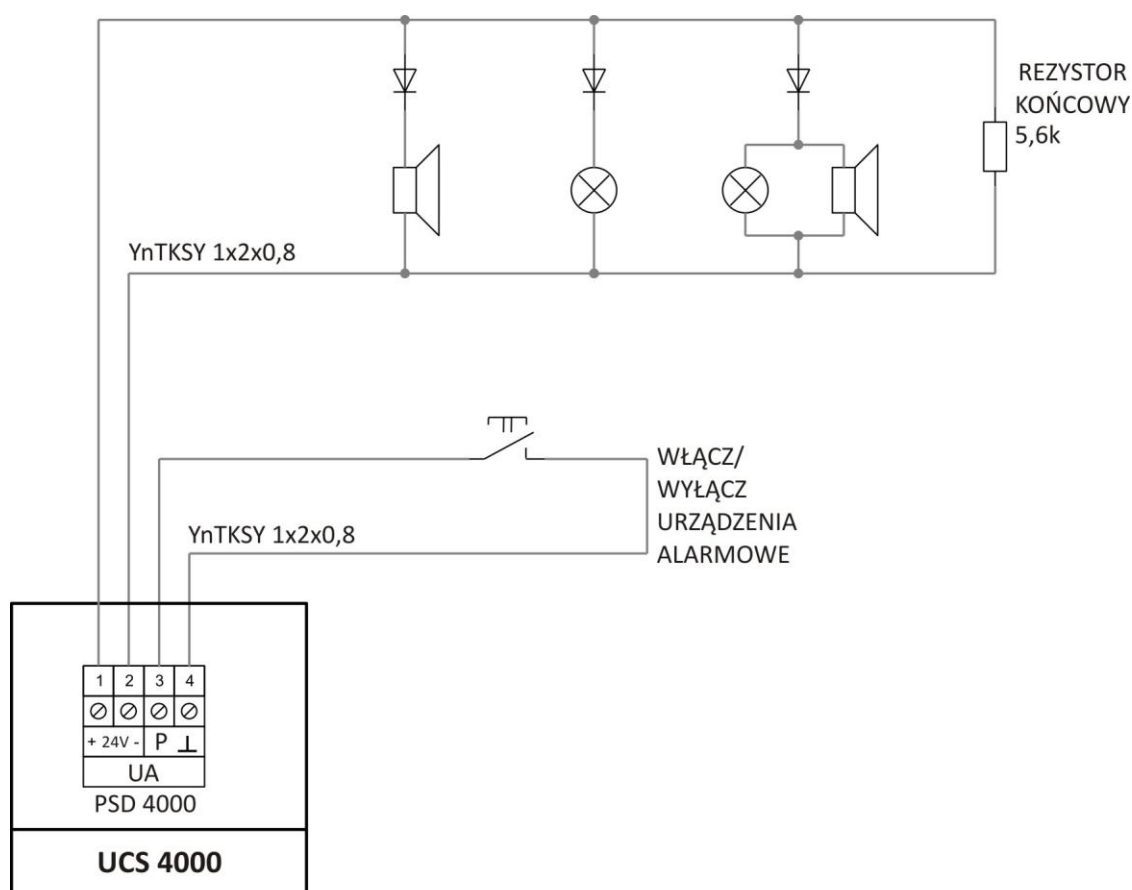 REZYSTOR
KOŃCOWY
5,6k
YnTKSY 1x2x0,8
WŁĄCZ/
WYŁĄCZ
URZĄDZENIA
ALARMOWE
YnTKSY 1x2x0,8
1 2 3 4
+ 24V - P ⊥
UA
PSD 4000
UCS 4000